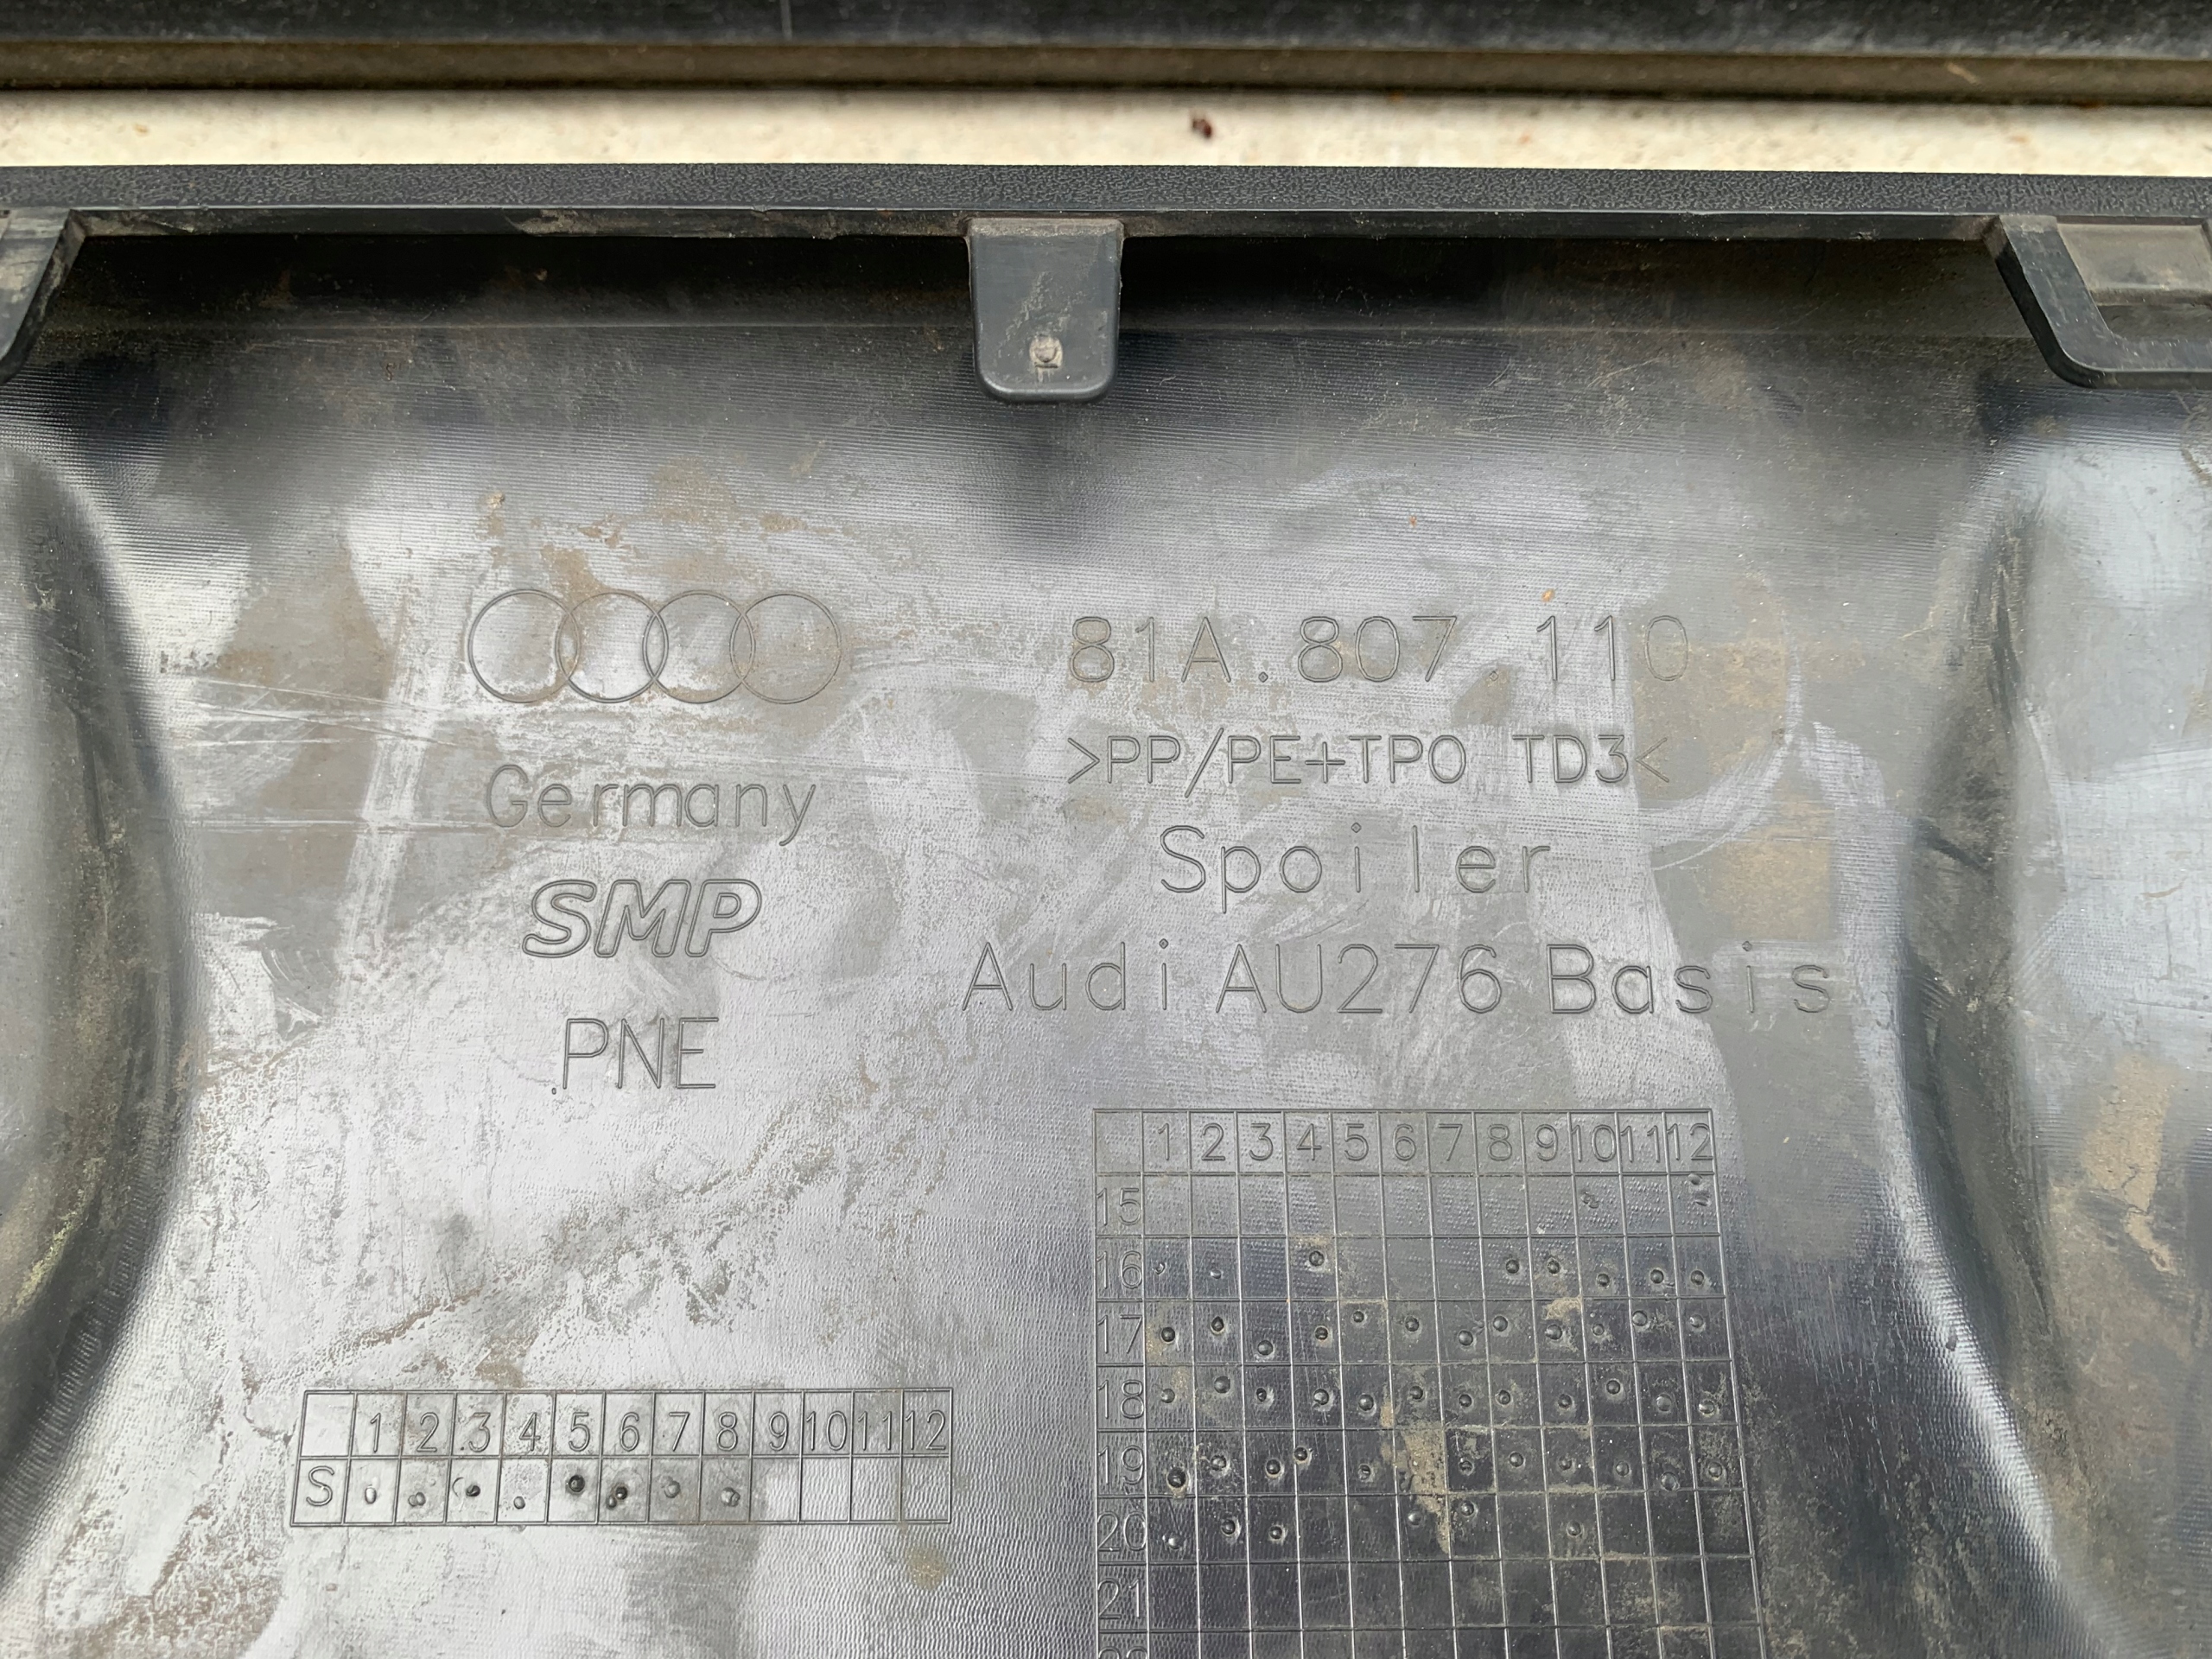 Germany
SMP
PNE
81A.807.110
>PP/PE+TPO TD3<
Spoiler
Audi AU276 Basis
1 2 3 4 5 6 7 8 9 10 11 12
15
16
17
18
19
20
21
1 2 3 4 5 6 7 8 9 10 11 12
S